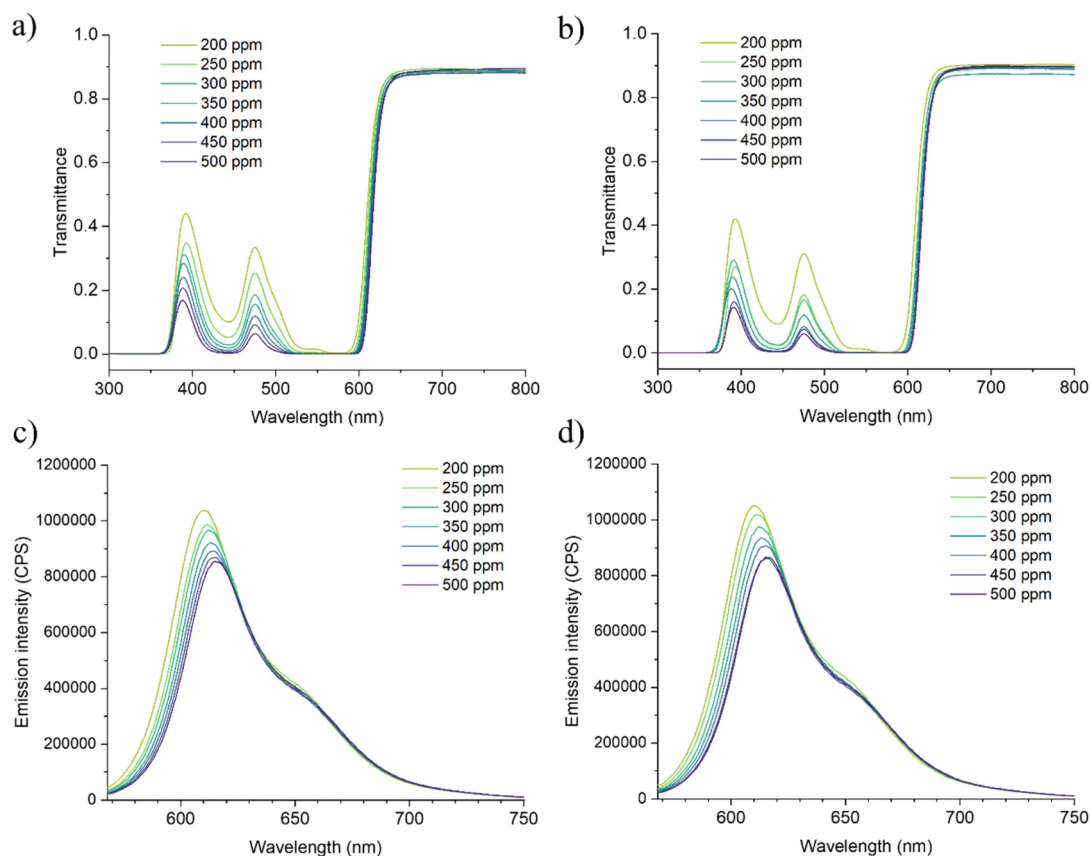 a)
1.0
0.8
0.6
0.4
0.2
0.0
Transmittance
200 ppm
250 ppm
300 ppm
350 ppm
400 ppm
450 ppm
500 ppm
300
400
500
600
700
800
Wavelength (nm)
b)
1.0
0.8
0.6
0.4
0.2
0.0
Transmittance
200 ppm
250 ppm
300 ppm
350 ppm
400 ppm
450 ppm
500 ppm
300
400
500
600
700
800
Wavelength (nm)
c)
1200000
1000000
800000
600000
400000
200000
0
Emission intensity (CPS)
200 ppm
250 ppm
300 ppm
350 ppm
400 ppm
450 ppm
500 ppm
600
650
700
750
Wavelength (nm)
d)
1200000
1000000
800000
600000
400000
200000
0
Emission intensity (CPS)
200 ppm
250 ppm
300 ppm
350 ppm
400 ppm
450 ppm
500 ppm
600
650
700
750
Wavelength (nm)